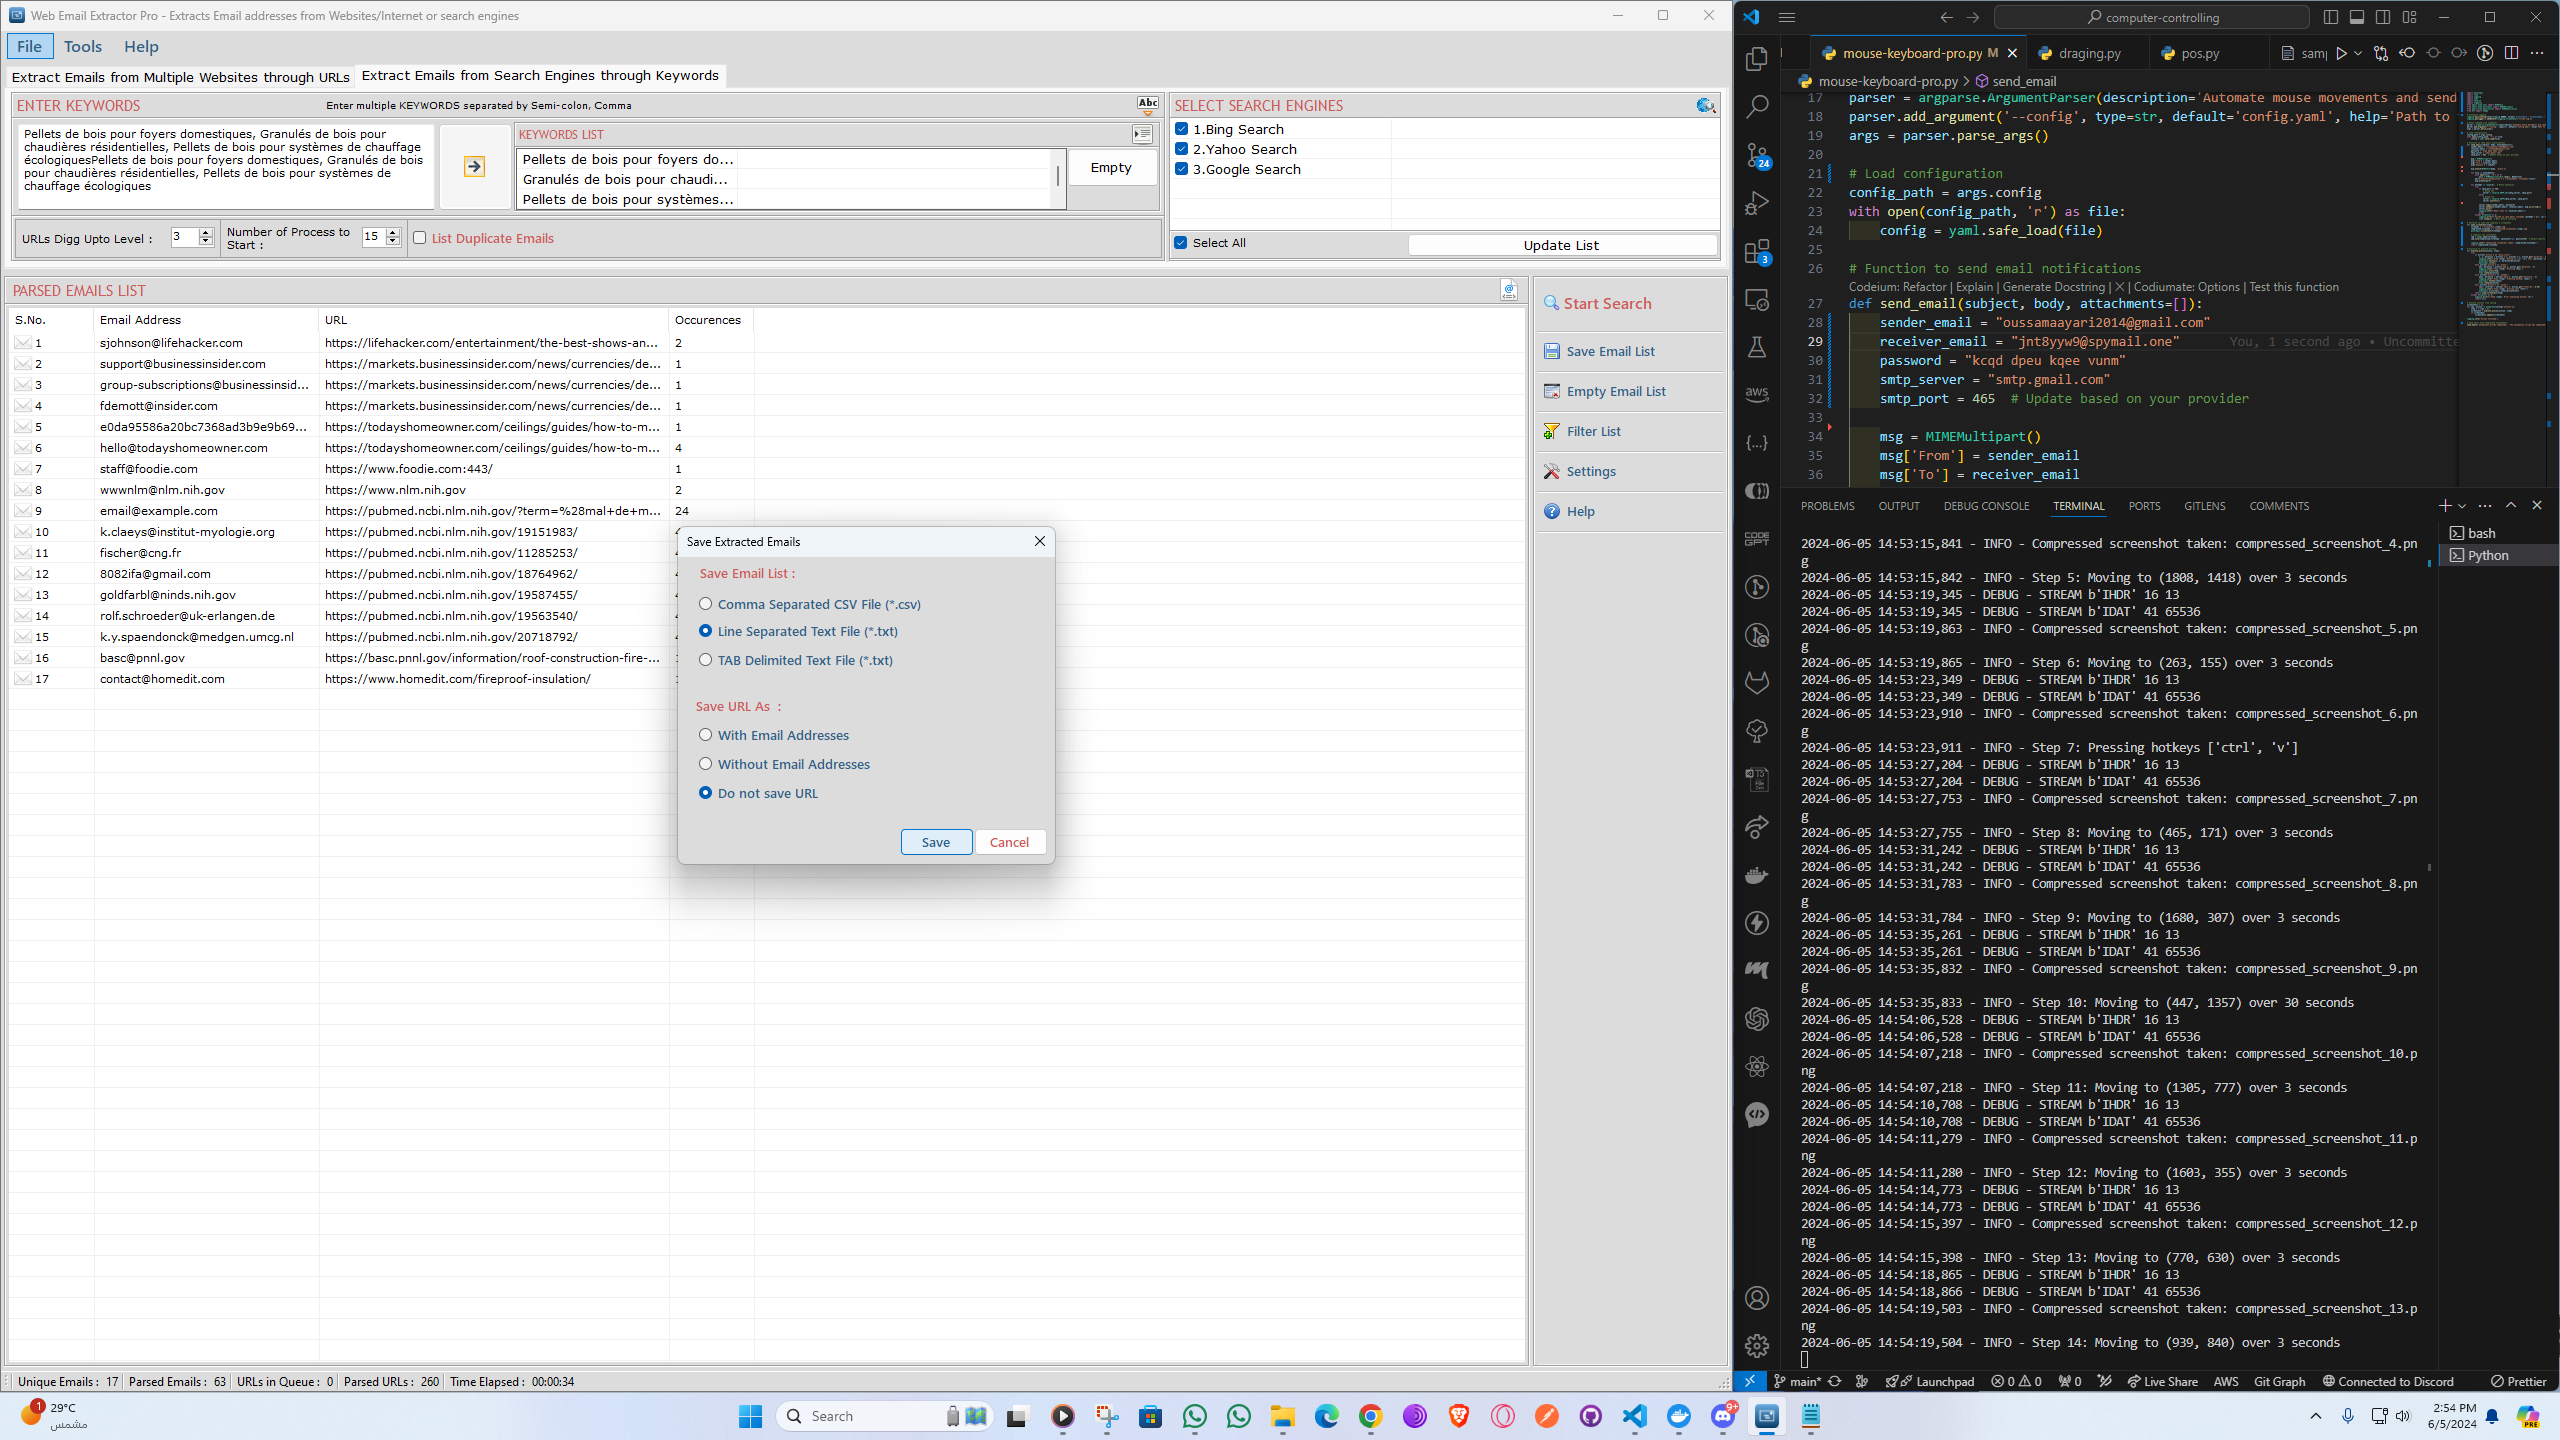 Web Email Extractor Pro - Extracts Email addresses from Websites/Internet or search engines
File Tools Help
Extract Emails from Multiple Websites through URLs
Extract Emails from Search Engines through Keywords
ENTER KEYWORDS
Enter multiple KEYWORDS separated by Semi-colon, Comma
Abc
Pellets de bois pour foyers domestiques, Granulés de bois pour
chaudières résidentielles, Pellets de bois pour systèmes de chauffage
écologiquesPellets de bois pour foyers domestiques, Granulés de bois
pour chaudières résidentielles, Pellets de bois pour systèmes de
chauffage écologiques
KEYWORDS LIST
Pellets de bois pour foyers do...
Granulés de bois pour chaudi...
Pellets de bois pour systèmes...
Empty
URLs Digg Upto Level : 3
Number of Process to
Start : 15
List Duplicate Emails
SELECT SEARCH ENGINES
1.Bing Search
2.Yahoo Search
3.Google Search
Select All
Update List
PARSED EMAILS LIST
S.No. Email Address URL Occurences
1 sjohnson@lifehacker.com https://lifehacker.com/entertainment/the-best-shows-an... 2
2 support@businessinsider.com https://markets.businessinsider.com/news/currencies/de... 1
3 group-subscriptions@businessinsid... https://markets.businessinsider.com/news/currencies/de... 1
4 fdemott@insider.com https://markets.businessinsider.com/news/currencies/de... 1
5 e0da95586a20bc7368ad3b9e9b69... https://todayshomeowner.com/ceilings/guides/how-to-m... 1
6 hello@todayshomeowner.com https://todayshomeowner.com/ceilings/guides/how-to-m... 4
7 staff@foodie.com https://www.foodie.com:443/ 1
8 wwwnlm@nlm.nih.gov https://www.nlm.nih.gov 2
9 email@example.com https://pubmed.ncbi.nlm.nih.gov/?term=%28mal+de+m... 24
10 k.claeys@institut-myologie.org https://pubmed.ncbi.nlm.nih.gov/19151983/
11 fischer@cng.fr https://pubmed.ncbi.nlm.nih.gov/11285253/
12 8082ifa@gmail.com https://pubmed.ncbi.nlm.nih.gov/18764962/
13 goldfarbl@ninds.nih.gov https://pubmed.ncbi.nlm.nih.gov/19587455/
14 rolf.schroeder@uk-erlangen.de https://pubmed.ncbi.nlm.nih.gov/19563540/
15 k.y.spaendonck@medgen.umcg.nl https://pubmed.ncbi.nlm.nih.gov/20718792/
16 basc@pnnl.gov https://basc.pnnl.gov/information/roof-construction-fire-...
17 contact@homedit.com https://www.homedit.com/fireproof-insulation/
Start Search
Save Email List
Empty Email List
Filter List
Settings
Help
Save Extracted Emails
Save Email List :
Comma Separated CSV File (*.csv)
Line Separated Text File (*.txt)
TAB Delimited Text File (*.txt)
Save URL As :
With Email Addresses
Without Email Addresses
Do not save URL
Save Cancel
Unique Emails : 17 Parsed Emails : 63 URLs in Queue : 0 Parsed URLs : 260 Time Elapsed : 00:00:34
computer-controlling
mouse-keyboard-pro.py M draging.py pos.py sam
mouse-keyboard-pro.py > send_email
17 parser = argparse.ArgumentParser(description='Automate mouse movements and send
18 parser.add_argument('--config', type=str, default='config.yaml', help='Path to
19 args = parser.parse_args()
20
21 # Load configuration
22 config_path = args.config
23 with open(config_path, 'r') as file:
24 config = yaml.safe_load(file)
25
26 # Function to send email notifications
Codeium: Refactor | Explain | Generate Docstring | X | Codiumate: Options | Test this function
27 def send_email(subject, body, attachments=[]):
28 sender_email = "oussamaayari2014@gmail.com"
29 receiver_email = "jnt8yyw9@spymail.one" You, 1 second ago • Uncommitte
30 password = "kcqd dpeu kqee vunm"
31 smtp_server = "smtp.gmail.com"
32 smtp_port = 465 # Update based on your provider
33
34 msg = MIMEMultipart()
35 msg['From'] = sender_email
36 msg['To'] = receiver_email
24
3
aws
CODE
GPT
PROBLEMS OUTPUT DEBUG CONSOLE TERMINAL PORTS GITLENS COMMENTS
bash
Python
2024-06-05 14:53:15,841 - INFO - Compressed screenshot taken: compressed_screenshot_4.pn
g
2024-06-05 14:53:15,842 - INFO - Step 5: Moving to (1808, 1418) over 3 seconds
2024-06-05 14:53:19,345 - DEBUG - STREAM b'IHDR' 16 13
2024-06-05 14:53:19,345 - DEBUG - STREAM b'IDAT' 41 65536
2024-06-05 14:53:19,863 - INFO - Compressed screenshot taken: compressed_screenshot_5.pn
g
2024-06-05 14:53:19,865 - INFO - Step 6: Moving to (263, 155) over 3 seconds
2024-06-05 14:53:23,349 - DEBUG - STREAM b'IHDR' 16 13
2024-06-05 14:53:23,349 - DEBUG - STREAM b'IDAT' 41 65536
2024-06-05 14:53:23,910 - INFO - Compressed screenshot taken: compressed_screenshot_6.pn
g
2024-06-05 14:53:23,911 - INFO - Step 7: Pressing hotkeys ['ctrl', 'v']
2024-06-05 14:53:27,204 - DEBUG - STREAM b'IHDR' 16 13
2024-06-05 14:53:27,204 - DEBUG - STREAM b'IDAT' 41 65536
2024-06-05 14:53:27,753 - INFO - Compressed screenshot taken: compressed_screenshot_7.pn
g
2024-06-05 14:53:27,755 - INFO - Step 8: Moving to (465, 171) over 3 seconds
2024-06-05 14:53:31,242 - DEBUG - STREAM b'IHDR' 16 13
2024-06-05 14:53:31,242 - DEBUG - STREAM b'IDAT' 41 65536
2024-06-05 14:53:31,783 - INFO - Compressed screenshot taken: compressed_screenshot_8.pn
g
2024-06-05 14:53:31,784 - INFO - Step 9: Moving to (1680, 307) over 3 seconds
2024-06-05 14:53:35,261 - DEBUG - STREAM b'IHDR' 16 13
2024-06-05 14:53:35,261 - DEBUG - STREAM b'IDAT' 41 65536
2024-06-05 14:53:35,832 - INFO - Compressed screenshot taken: compressed_screenshot_9.pn
g
2024-06-05 14:53:35,833 - INFO - Step 10: Moving to (447, 1357) over 30 seconds
2024-06-05 14:54:06,528 - DEBUG - STREAM b'IHDR' 16 13
2024-06-05 14:54:06,528 - DEBUG - STREAM b'IDAT' 41 65536
2024-06-05 14:54:07,218 - INFO - Compressed screenshot taken: compressed_screenshot_10.p
ng
2024-06-05 14:54:07,218 - INFO - Step 11: Moving to (1305, 777) over 3 seconds
2024-06-05 14:54:10,708 - DEBUG - STREAM b'IHDR' 16 13
2024-06-05 14:54:10,708 - DEBUG - STREAM b'IDAT' 41 65536
2024-06-05 14:54:11,279 - INFO - Compressed screenshot taken: compressed_screenshot_11.p
ng
2024-06-05 14:54:11,280 - INFO - Step 12: Moving to (1603, 355) over 3 seconds
2024-06-05 14:54:14,773 - DEBUG - STREAM b'IHDR' 16 13
2024-06-05 14:54:14,773 - DEBUG - STREAM b'IDAT' 41 65536
2024-06-05 14:54:15,397 - INFO - Compressed screenshot taken: compressed_screenshot_12.p
ng
2024-06-05 14:54:15,398 - INFO - Step 13: Moving to (770, 630) over 3 seconds
2024-06-05 14:54:18,865 - DEBUG - STREAM b'IHDR' 16 13
2024-06-05 14:54:18,866 - DEBUG - STREAM b'IDAT' 41 65536
2024-06-05 14:54:19,503 - INFO - Compressed screenshot taken: compressed_screenshot_13.p
ng
2024-06-05 14:54:19,504 - INFO - Step 14: Moving to (939, 840) over 3 seconds
main* Launchpad 0 0 0 Live Share AWS Git Graph Connected to Discord Prettier
1
29°C
مشمس
Search
9+
2:54 PM
6/5/2024
PRE